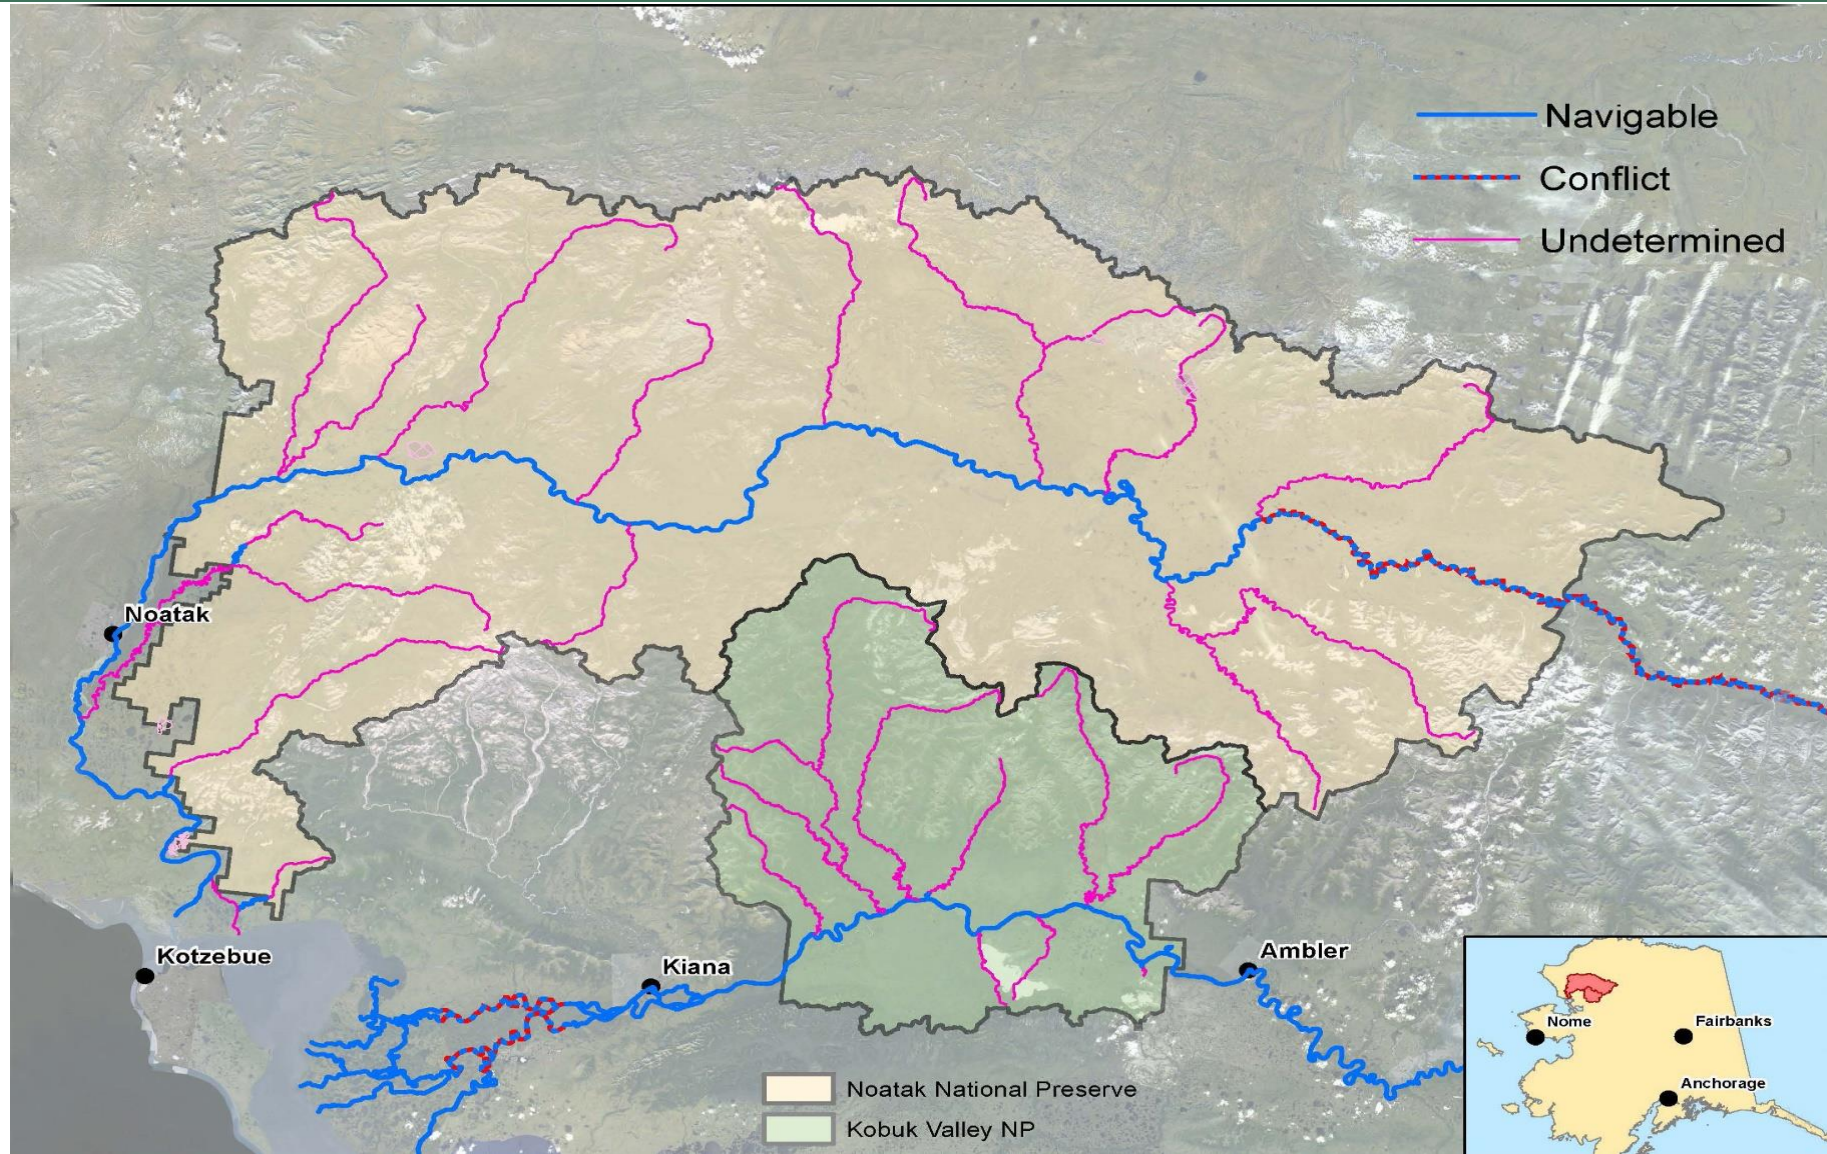 Navigable
Conflict
Undetermined
Noatak
Kotzebue
Kiana
Ambler
Noatak National Preserve
Kobuk Valley NP
Nome
Fairbanks
Anchorage